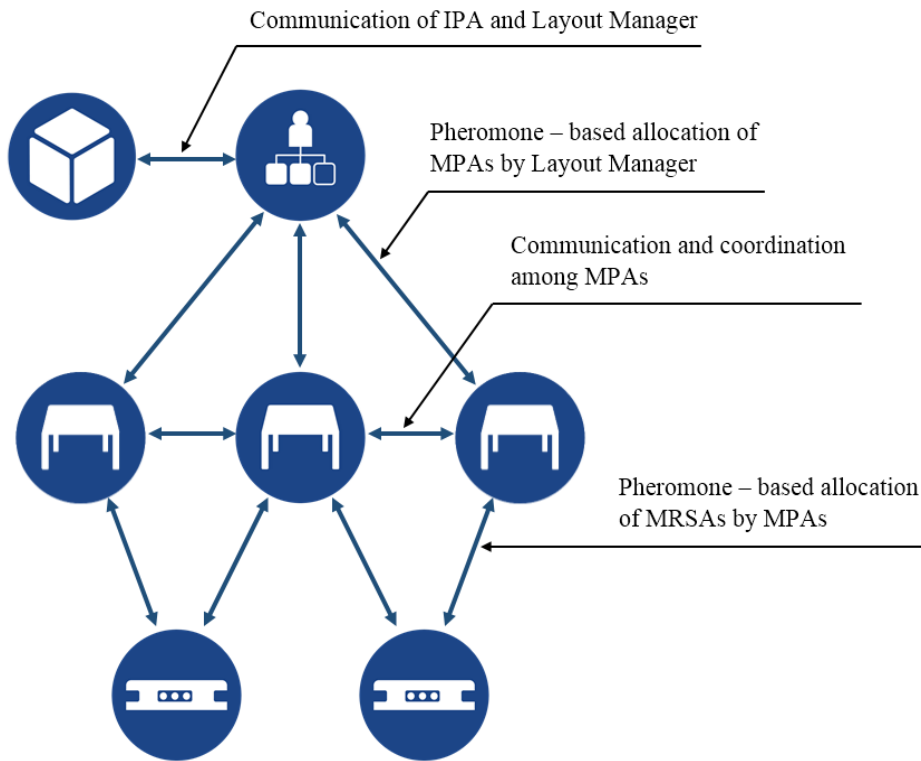 Communication of IPA and Layout Manager
Pheromone – based allocation of
MPAs by Layout Manager
Communication and coordination
among MPAs
Pheromone – based allocation
of MRSAs by MPAs